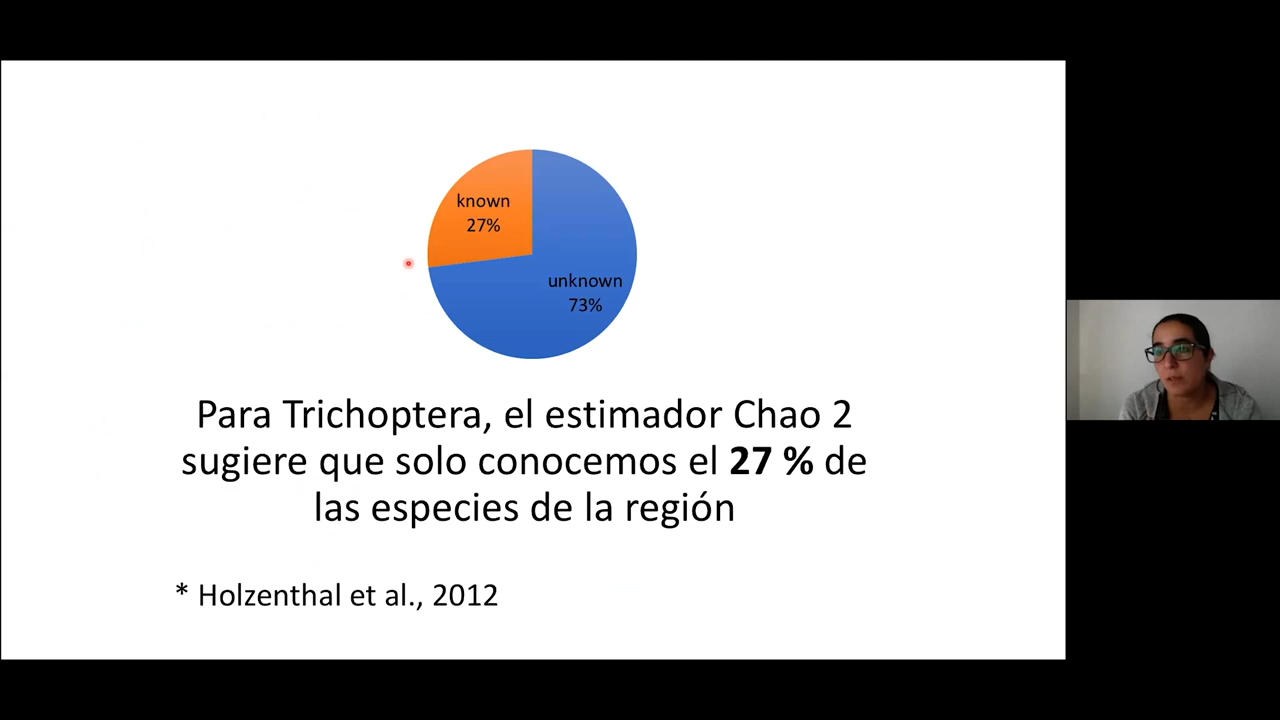 known
27%
unknown
73%
Para Trichoptera, el estimador Chao 2
sugiere que solo conocemos el 27 % de
las especies de la región
* Holzenthal et al., 2012